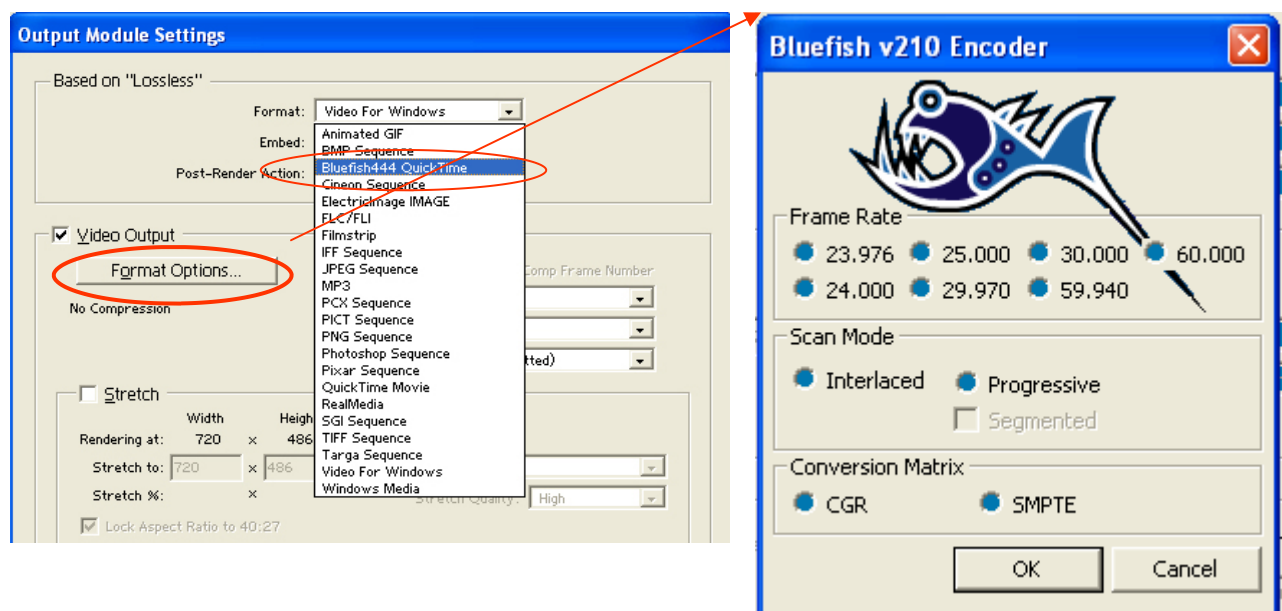 Output Module Settings
Based on "Lossless"
Format: Video For Windows
Embed:
Post-Render Action:
Animated GIF
BMP Sequence
Bluefish444 QuickTime
Cineon Sequence
ElectricImage IMAGE
FLC/FLI
Filmstrip
IFF Sequence
JPEG Sequence
MP3
PCX Sequence
PICT Sequence
PNG Sequence
Photoshop Sequence
Pixar Sequence
QuickTime Movie
RealMedia
SGI Sequence
TIFF Sequence
Targa Sequence
Video For Windows
Windows Media
Video Output
Format Options...
Comp Frame Number
No Compression
tted)
Stretch
Width Heigh
Rendering at: 720 x 486
Stretch to: 720 x 486
Stretch %: x
Stretch Quality: High
Lock Aspect Ratio to 40:27
Bluefish v210 Encoder
Frame Rate
23.976 25.000 30.000 60.000
24.000 29.970 59.940
Scan Mode
Interlaced Progressive
Segmented
Conversion Matrix
CGR SMPTE
OK Cancel